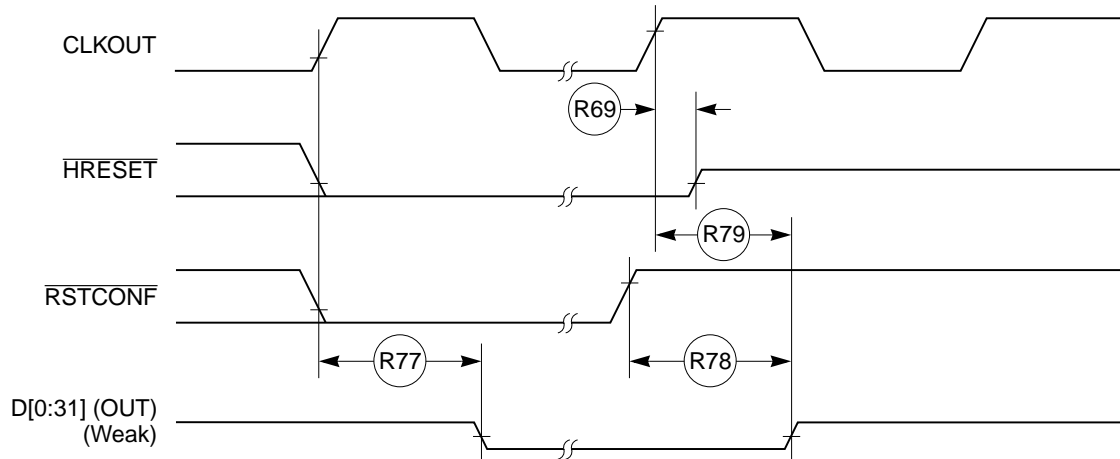 CLKOUT
R69
HRESET
R79
RSTCONF
R77
R78
D[0:31] (OUT)
(Weak)